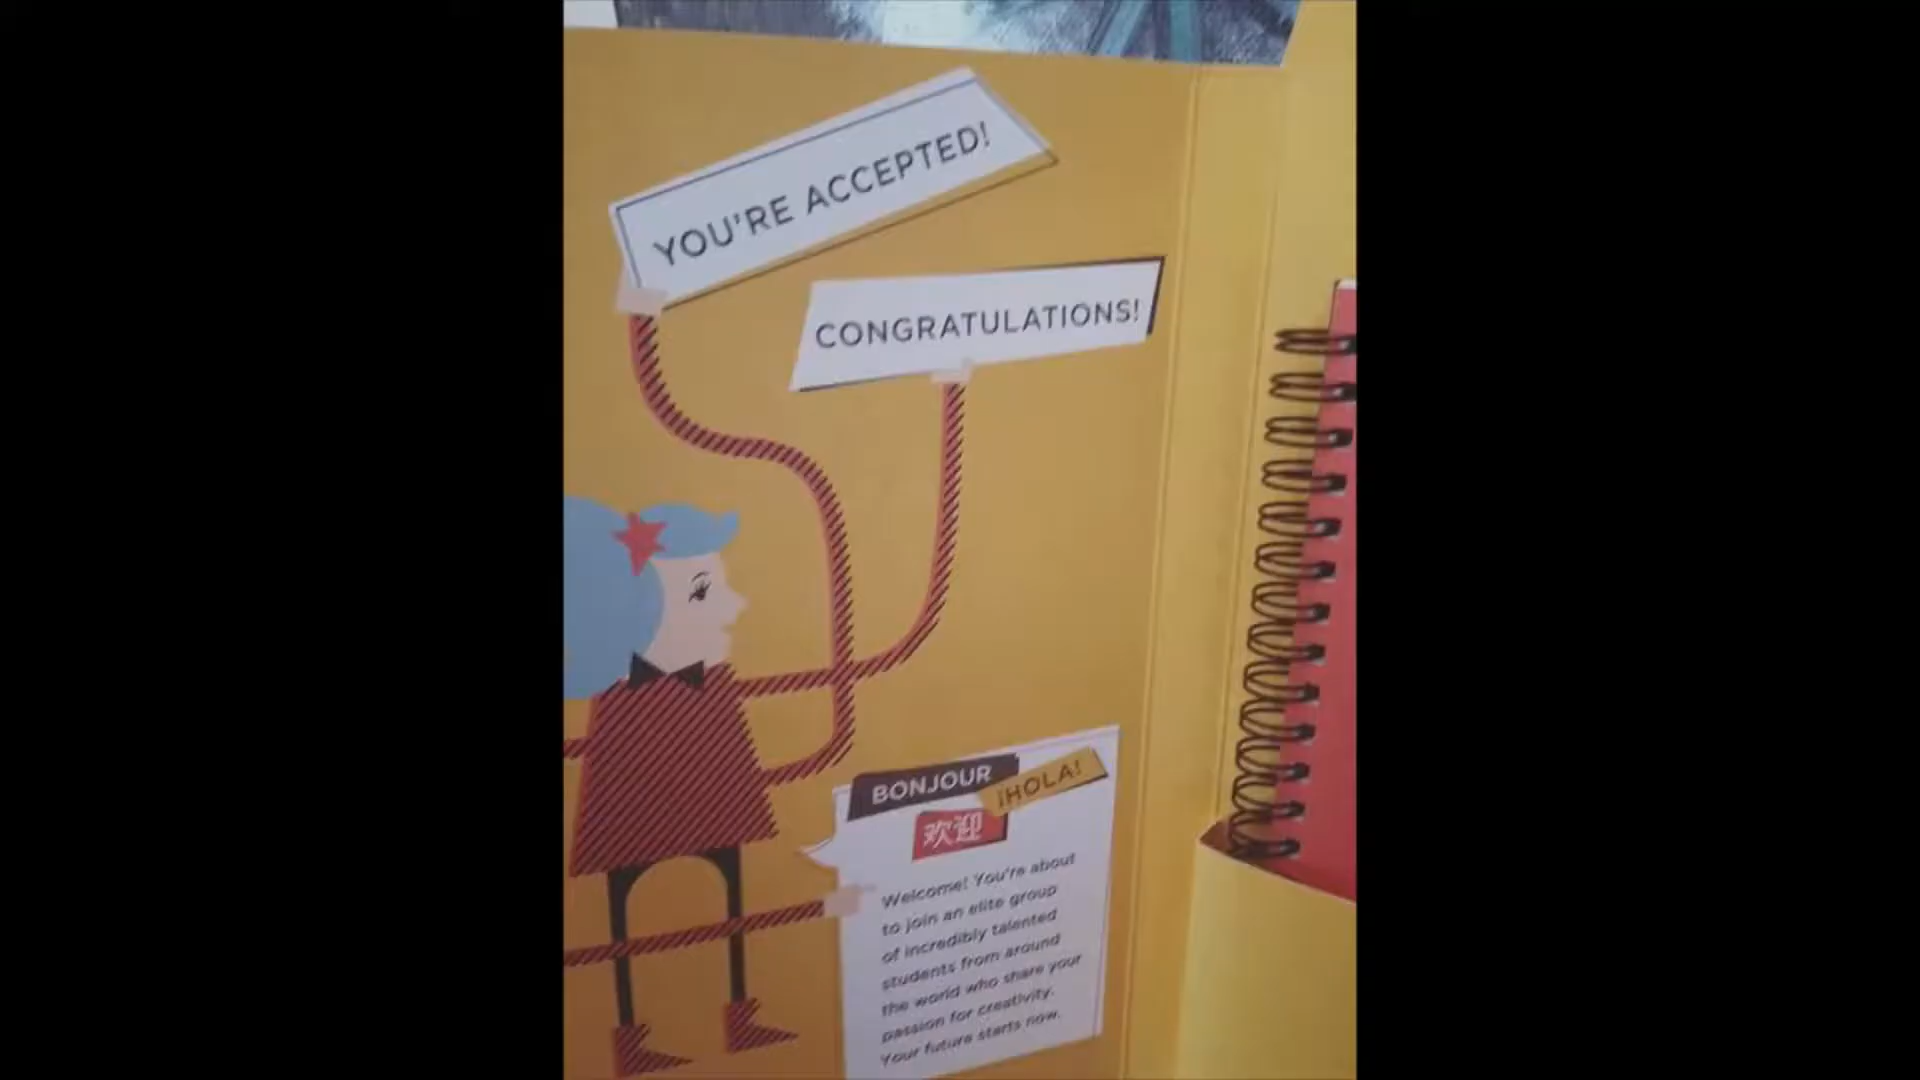 YOU'RE ACCEPTED!
CONGRATULATIONS!
BONJOUR
¡HOLA!
欢迎
Welcome! You're about
to join an elite group
of incredibly talented
students from around
the world who share your
passion for creativity.
Your future starts now.